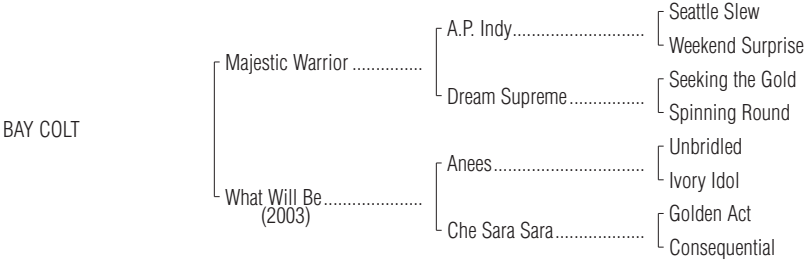 Seattle Slew
A.P. Indy............................
Weekend Surprise
Majestic Warrior ...............
Seeking the Gold
Dream Supreme................
Spinning Round
BAY COLT
Unbridled
Anees................................
Ivory Idol
What Will Be.....................
(2003)
Golden Act
Che Sara Sara...................
Consequential